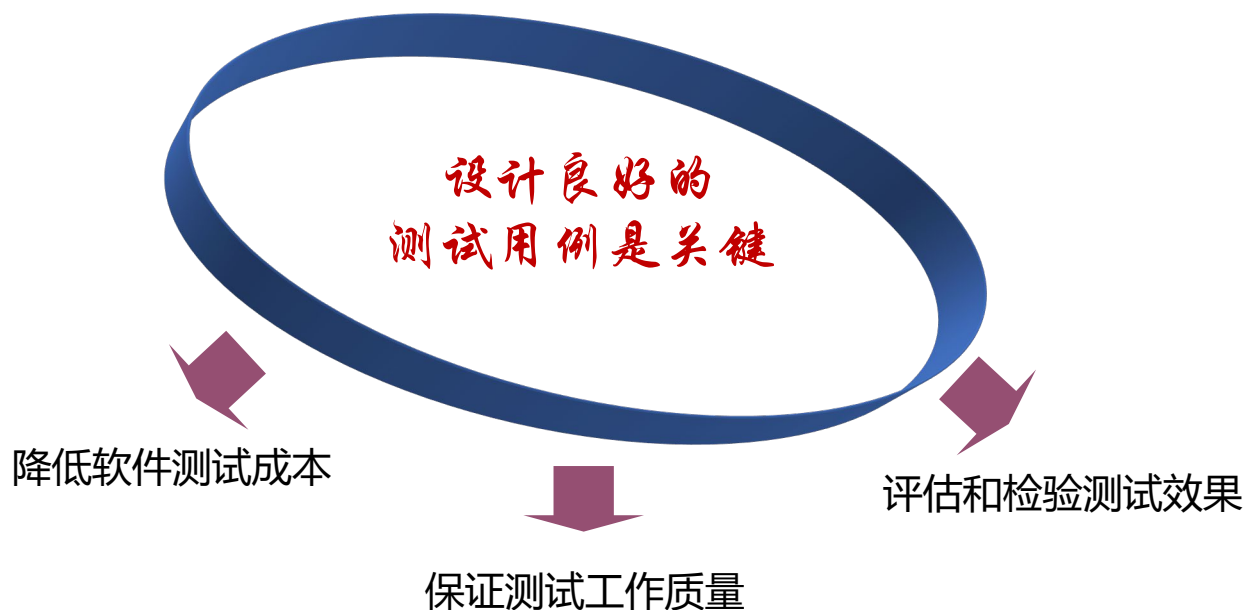 设计良好的
测试用例是关键
降低软件测试成本
评估和检验测试效果
保证测试工作质量